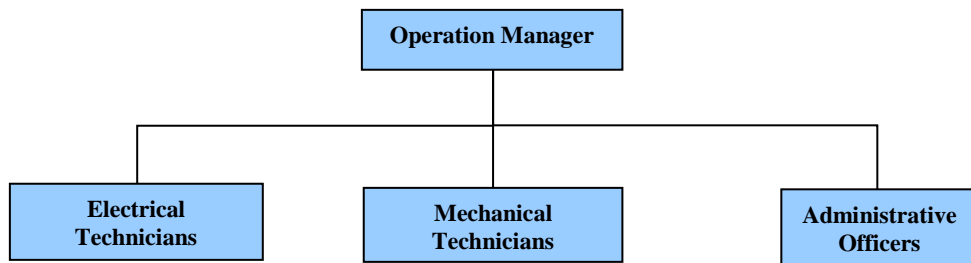 Operation Manager
Electrical
Technicians
Mechanical
Technicians
Administrative
Officers